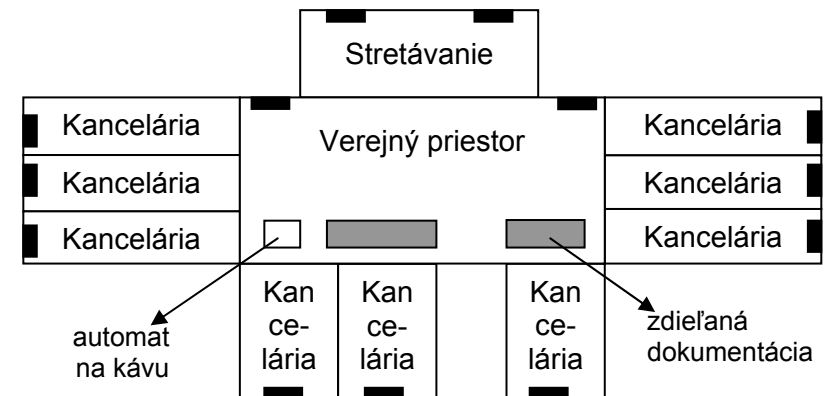 Stretávanie
Kancelária
Verejný priestor
Kancelária
Kancelária
Kancelária
Kancelária
Kancelária
Kan
ce-
lária
Kan
ce-
lária
Kan
ce-
lária
automat
na kávu
zdieľaná
dokumentácia